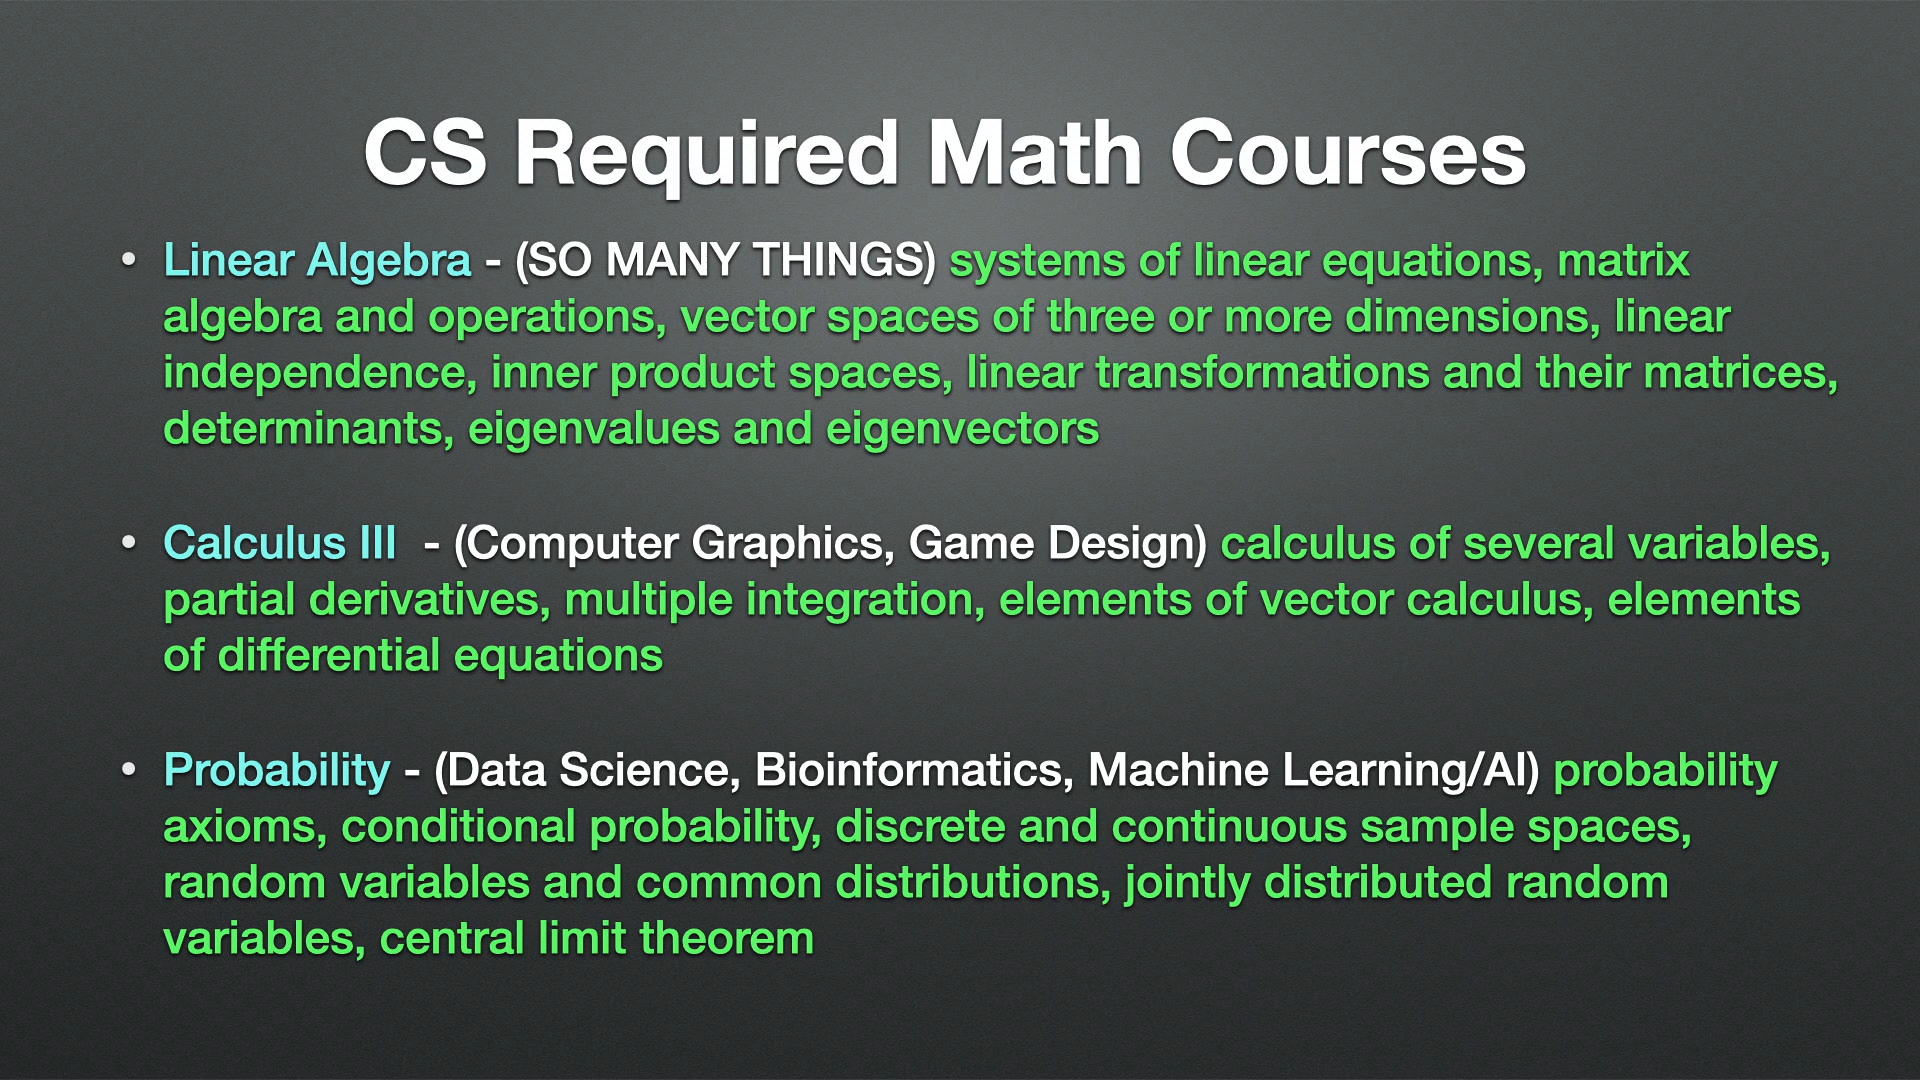 CS Required Math Courses
• Linear Algebra - (SO MANY THINGS) systems of linear equations, matrix
algebra and operations, vector spaces of three or more dimensions, linear
independence, inner product spaces, linear transformations and their matrices,
determinants, eigenvalues and eigenvectors
• Calculus III  - (Computer Graphics, Game Design) calculus of several variables,
partial derivatives, multiple integration, elements of vector calculus, elements
of differential equations
• Probability - (Data Science, Bioinformatics, Machine Learning/AI) probability
axioms, conditional probability, discrete and continuous sample spaces,
random variables and common distributions, jointly distributed random
variables, central limit theorem